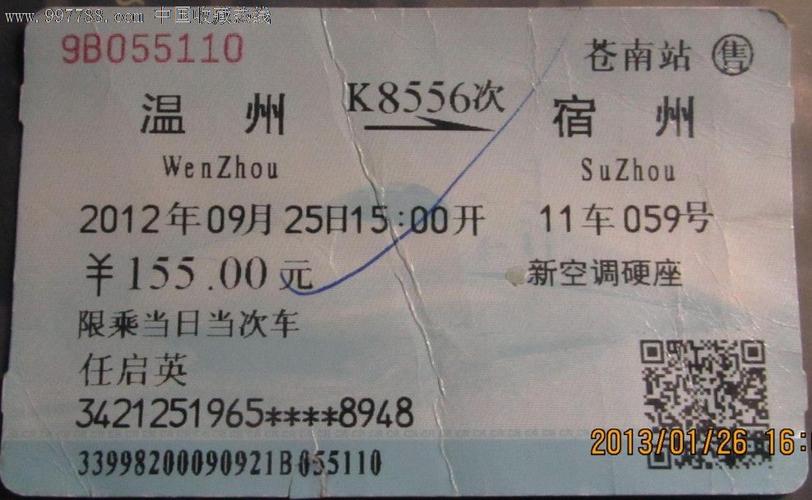 www.997788.com 中国收藏热线
9B055110 苍南站 售
温州 K8556次 宿州
WenZhou SuZhou
2012年09月25日15:00开 11车059号
¥155.00元 新空调硬座
限乘当日当次车
任启英
3421251965****8948
2013/01/26 16:
33998200090921B055110